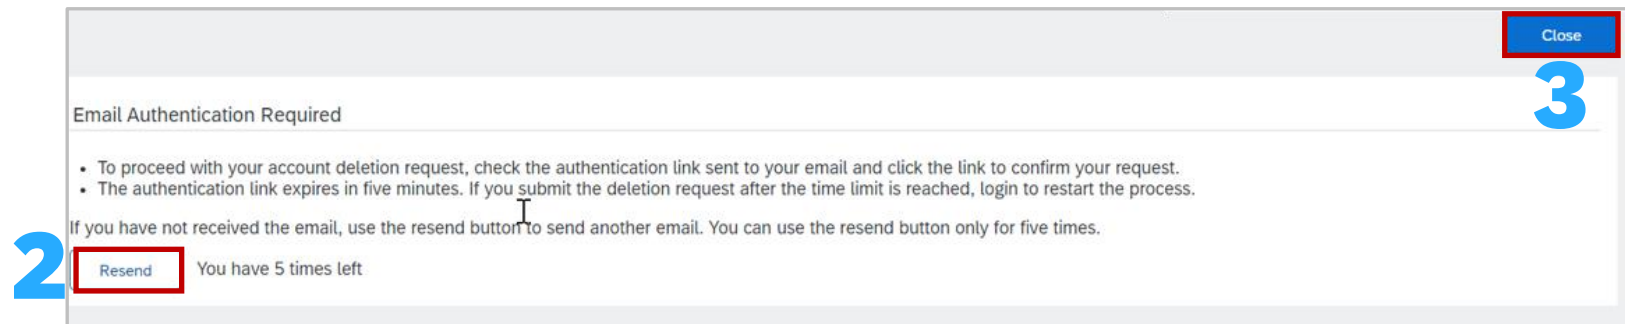 Close
3
Email Authentication Required
• To proceed with your account deletion request, check the authentication link sent to your email and click the link to confirm your request.
• The authentication link expires in five minutes. If you submit the deletion request after the time limit is reached, login to restart the process.
If you have not received the email, use the resend button to send another email. You can use the resend button only for five times.
2 Resend You have 5 times left